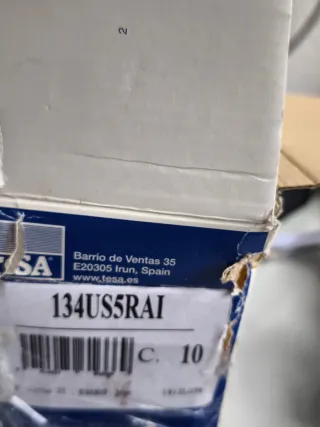 2
Barrio de Ventas 35
E20305 Irun, Spain
www.tesa.es
TESA
134US5RAI
C. 10